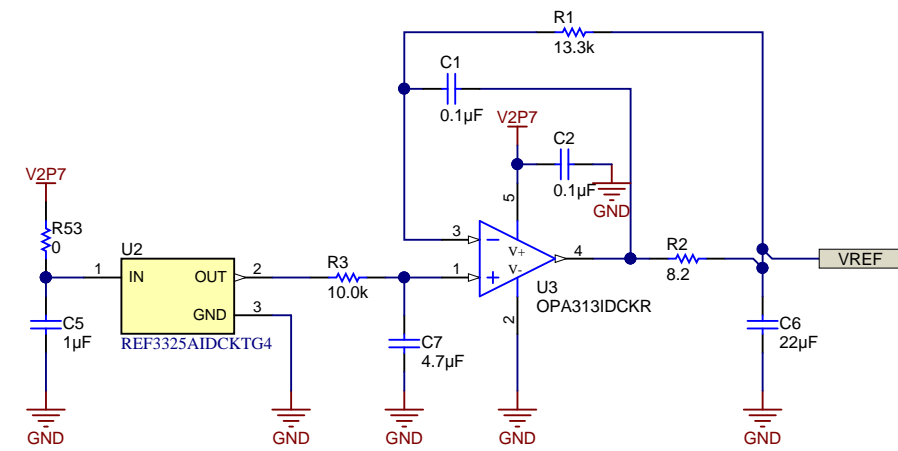 R1
13.3k
C1
0.1µF
V2P7
C2
0.1µF
GND
5
V2P7
R53
0
U2
1
IN
OUT
2
GND
3
REF3325AIDCKTG4
C5
1µF
R3
10.0k
C7
4.7µF
3
1
V+
V-
4
2
U3
OPA313IDCKR
R2
8.2
VREF
C6
22µF
GND
GND
GND
GND
GND